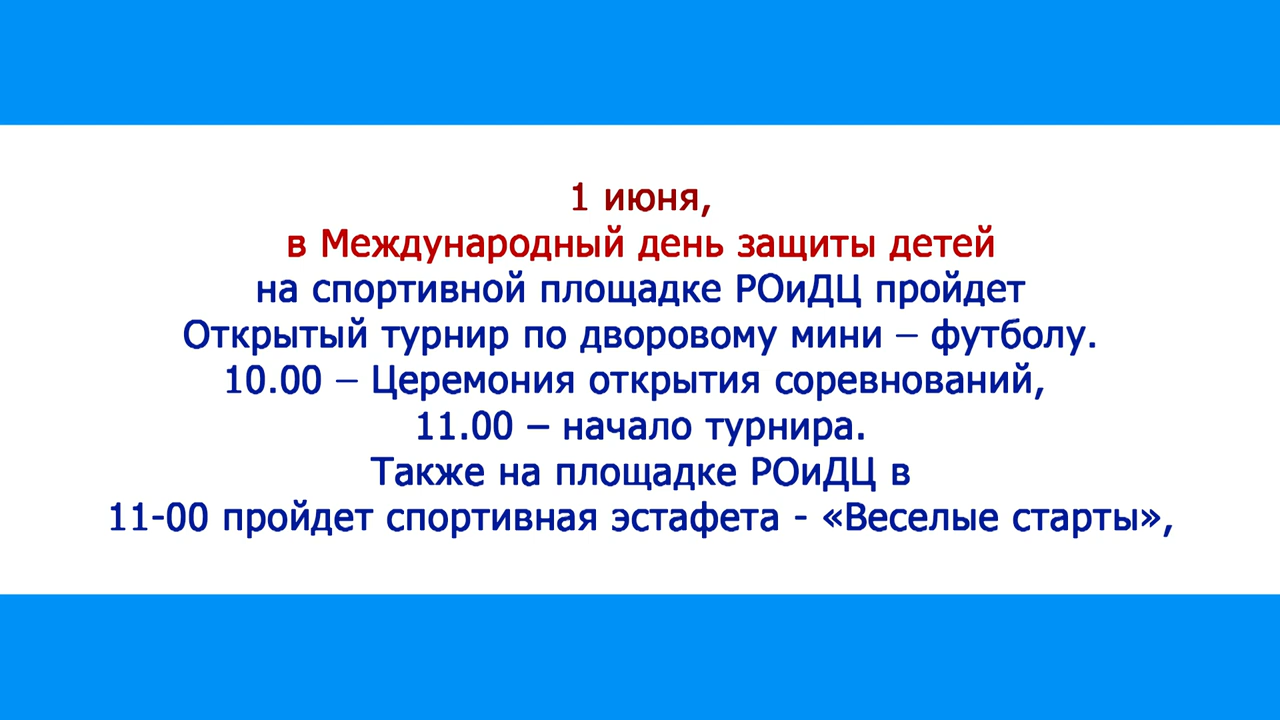 1 июня,
в Международный день защиты детей
на спортивной площадке РОиДЦ пройдет
Открытый турнир по дворовому мини – футболу.
10.00 – Церемония открытия соревнований,
11.00 – начало турнира.
Также на площадке РОиДЦ в
11-00 пройдет спортивная эстафета - «Веселые старты»,